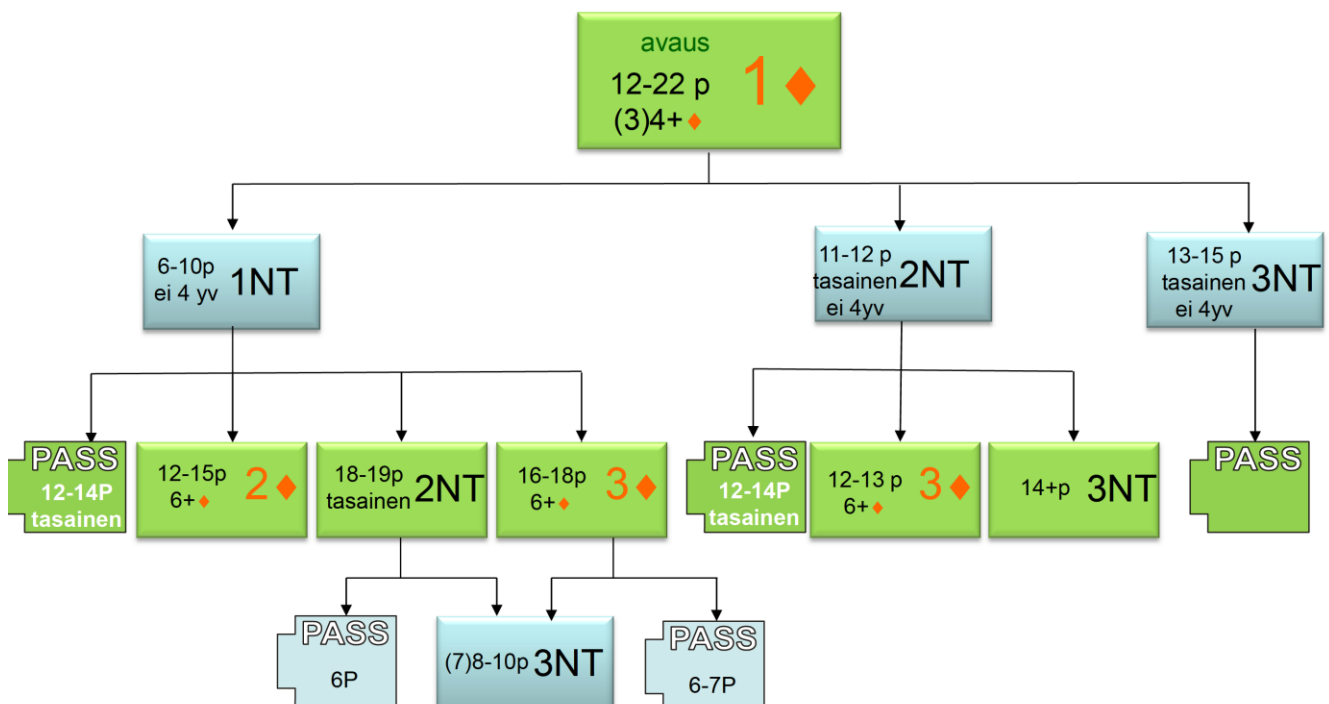 avaus
12-22 p
(3)4+♦
1♦
6-10p
ei 4 yv
1NT
11-12 p
tasainen
ei 4yv
2NT
13-15 p
tasainen
ei 4yv
3NT
PASS
12-14P
tasainen
12-15p
6+♦
2♦
18-19p
tasainen
2NT
16-18p
6+♦
3♦
PASS
12-14P
tasainen
12-13 p
6+♦
3♦
14+p 3NT
PASS
PASS
6P
(7)8-10p 3NT
PASS
6-7P